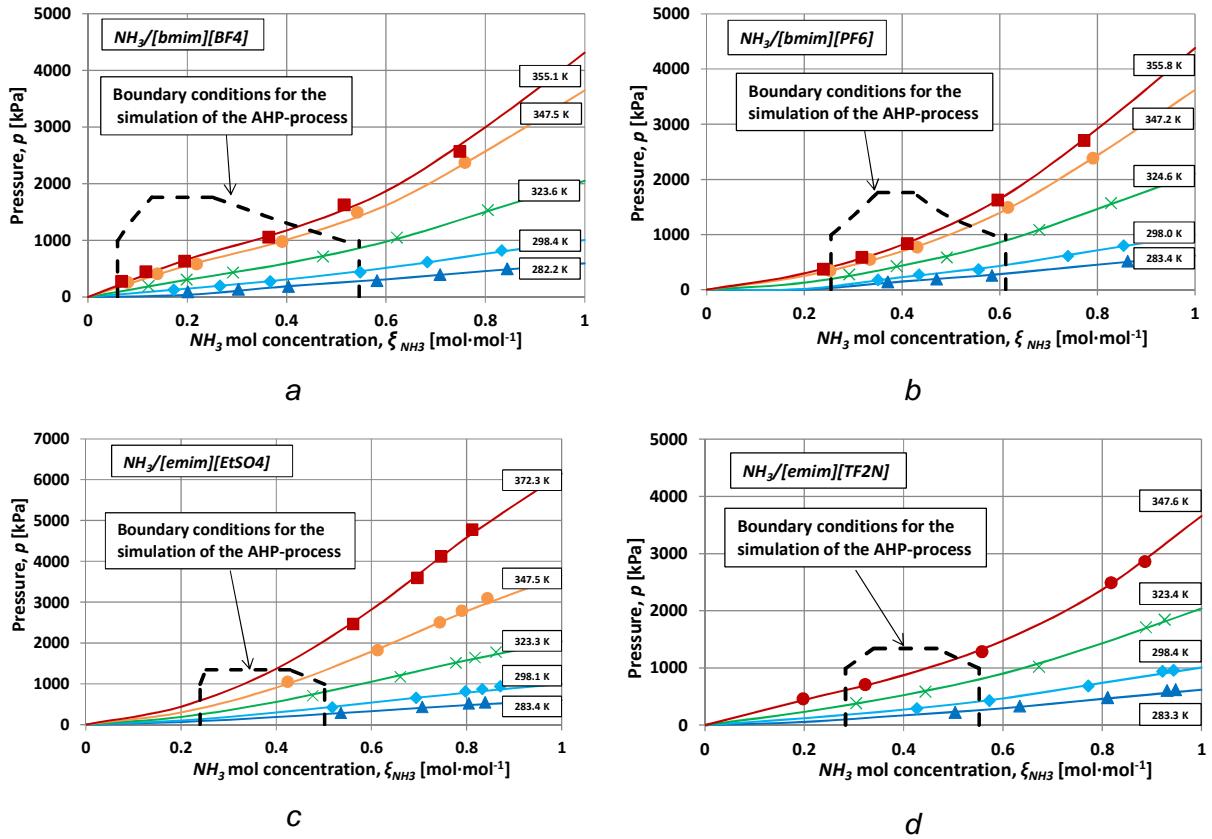 NH3/[bmim][BF4]
Boundary conditions for the
simulation of the AHP-process
355.1 K
347.5 K
323.6 K
298.4 K
282.2 K
5000
4000
3000
2000
1000
0
Pressure, p [kPa]
0 0.2 0.4 0.6 0.8 1
NH3 mol concentration, ξNH3 [mol·mol-1]
a
NH3/[bmim][PF6]
Boundary conditions for the
simulation of the AHP-process
355.8 K
347.2 K
324.6 K
298.0 K
283.4 K
5000
4000
3000
2000
1000
0
Pressure, p [kPa]
0 0.2 0.4 0.6 0.8 1
NH3 mol concentration, ξNH3 [mol·mol-1]
b
NH3/[emim][EtSO4]
Boundary conditions for the
simulation of the AHP-process
372.3 K
347.5 K
323.3 K
298.1 K
283.4 K
7000
6000
5000
4000
3000
2000
1000
0
Pressure, p [kPa]
0 0.2 0.4 0.6 0.8 1
NH3 mol concentration, ξNH3 [mol·mol-1]
c
NH3/[emim][TF2N]
Boundary conditions for the
simulation of the AHP-process
347.6 K
323.4 K
298.4 K
283.3 K
5000
4000
3000
2000
1000
0
Pressure, p [kPa]
0 0.2 0.4 0.6 0.8 1
NH3 mol concentration, ξNH3 [mol·mol-1]
d